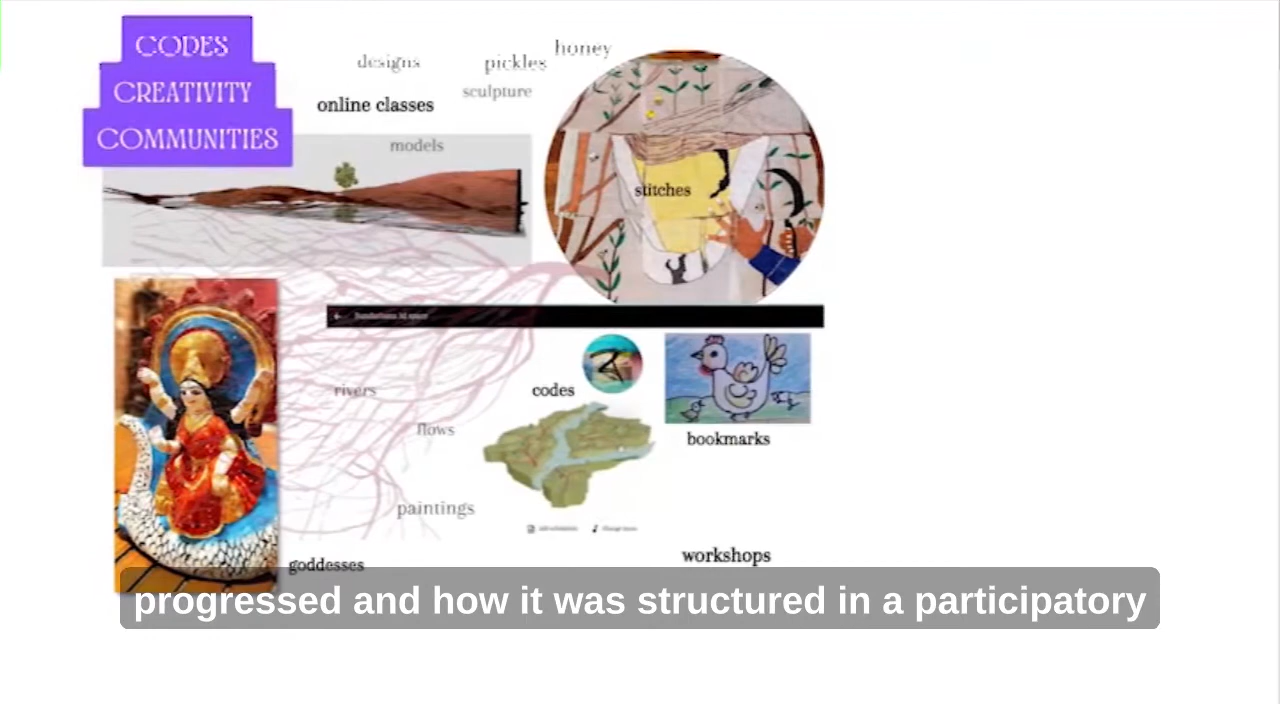 CODES
CREATIVITY
COMMUNITIES
designs
pickles
honey
sculpture
online classes
models
stitches
rivers
codes
flows
bookmarks
paintings
workshops
goddesses
progressed and how it was structured in a participatory